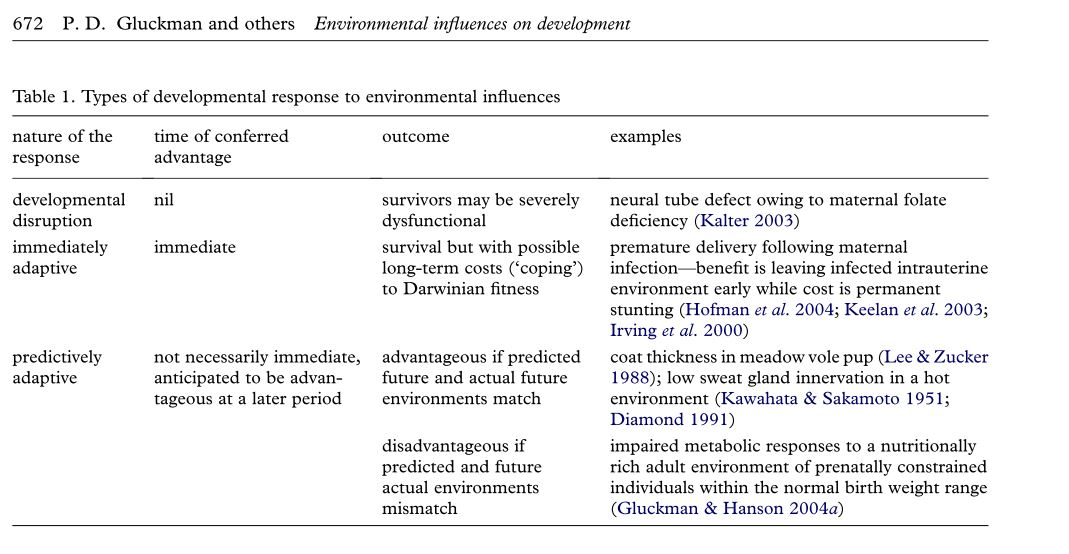 672 P. D. Gluckman and others Environmental influences on development
Table 1. Types of developmental response to environmental influences
nature of the response time of conferred advantage outcome examples
developmental disruption nil survivors may be severely dysfunctional neural tube defect owing to maternal folate deficiency (Kalter 2003)
immediately adaptive immediate survival but with possible long-term costs (‘coping’) to Darwinian fitness premature delivery following maternal infection—benefit is leaving infected intrauterine environment early while cost is permanent stunting (Hofman et al. 2004; Keelan et al. 2003; Irving et al. 2000)
predictively adaptive not necessarily immediate, anticipated to be advan-tageous at a later period advantageous if predicted future and actual future environments match coat thickness in meadow vole pup (Lee & Zucker 1988); low sweat gland innervation in a hot environment (Kawahata & Sakamoto 1951; Diamond 1991)
disadvantageous if predicted and future actual environments mismatch impaired metabolic responses to a nutritionally rich adult environment of prenatally constrained individuals within the normal birth weight range (Gluckman & Hanson 2004a)